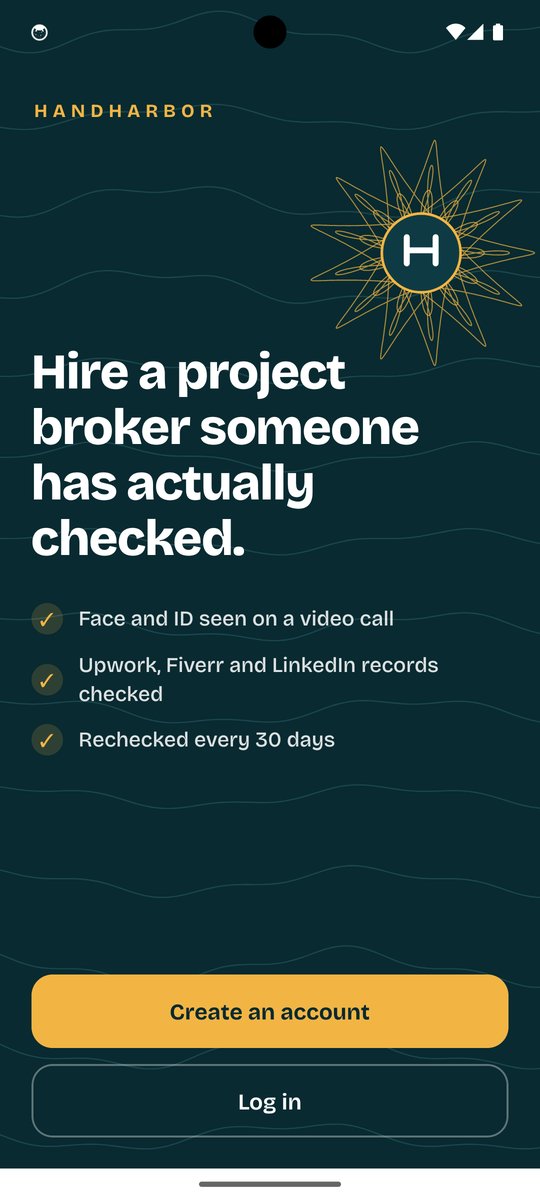 HANDHARBOR
H
Hire a project
broker someone
has actually
checked.
✓ Face and ID seen on a video call
✓ Upwork, Fiverr and LinkedIn records
checked
✓ Rechecked every 30 days
Create an account
Log in